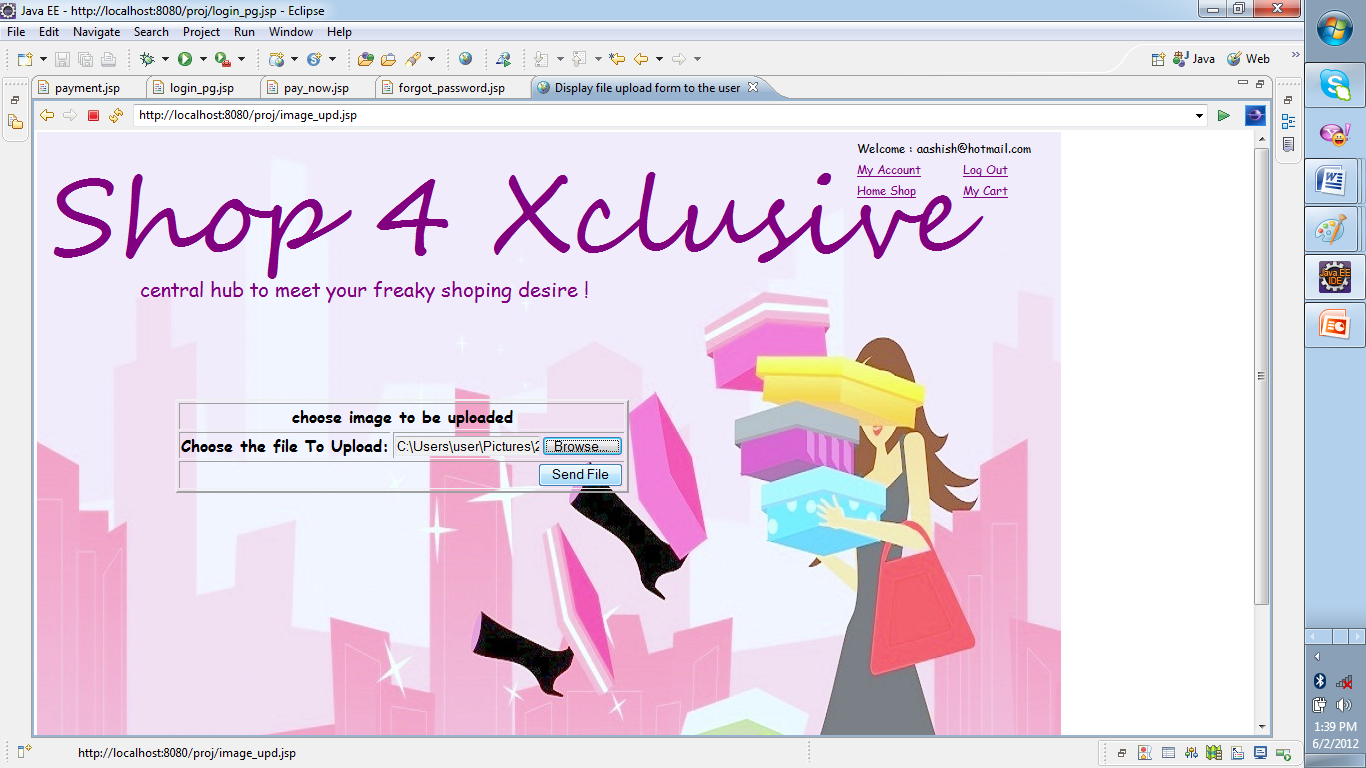 Java EE - http://localhost:8080/proj/login_pg.jsp - Eclipse
File Edit Navigate Search Project Run Window Help
Java Web
payment.jsp login_pg.jsp pay_now.jsp forgot_password.jsp Display file upload form to the user
http://localhost:8080/proj/image_upd.jsp
Welcome : aashish@hotmail.com
My Account Log Out
Home Shop My Cart
Shop 4 Xclusive
central hub to meet your freaky shoping desire !
choose image to be uploaded
Choose the file To Upload: C:\Users\user\Pictures\2 Browse...
Send File
http://localhost:8080/proj/image_upd.jsp
Java EE
IDE
1:39 PM
6/2/2012